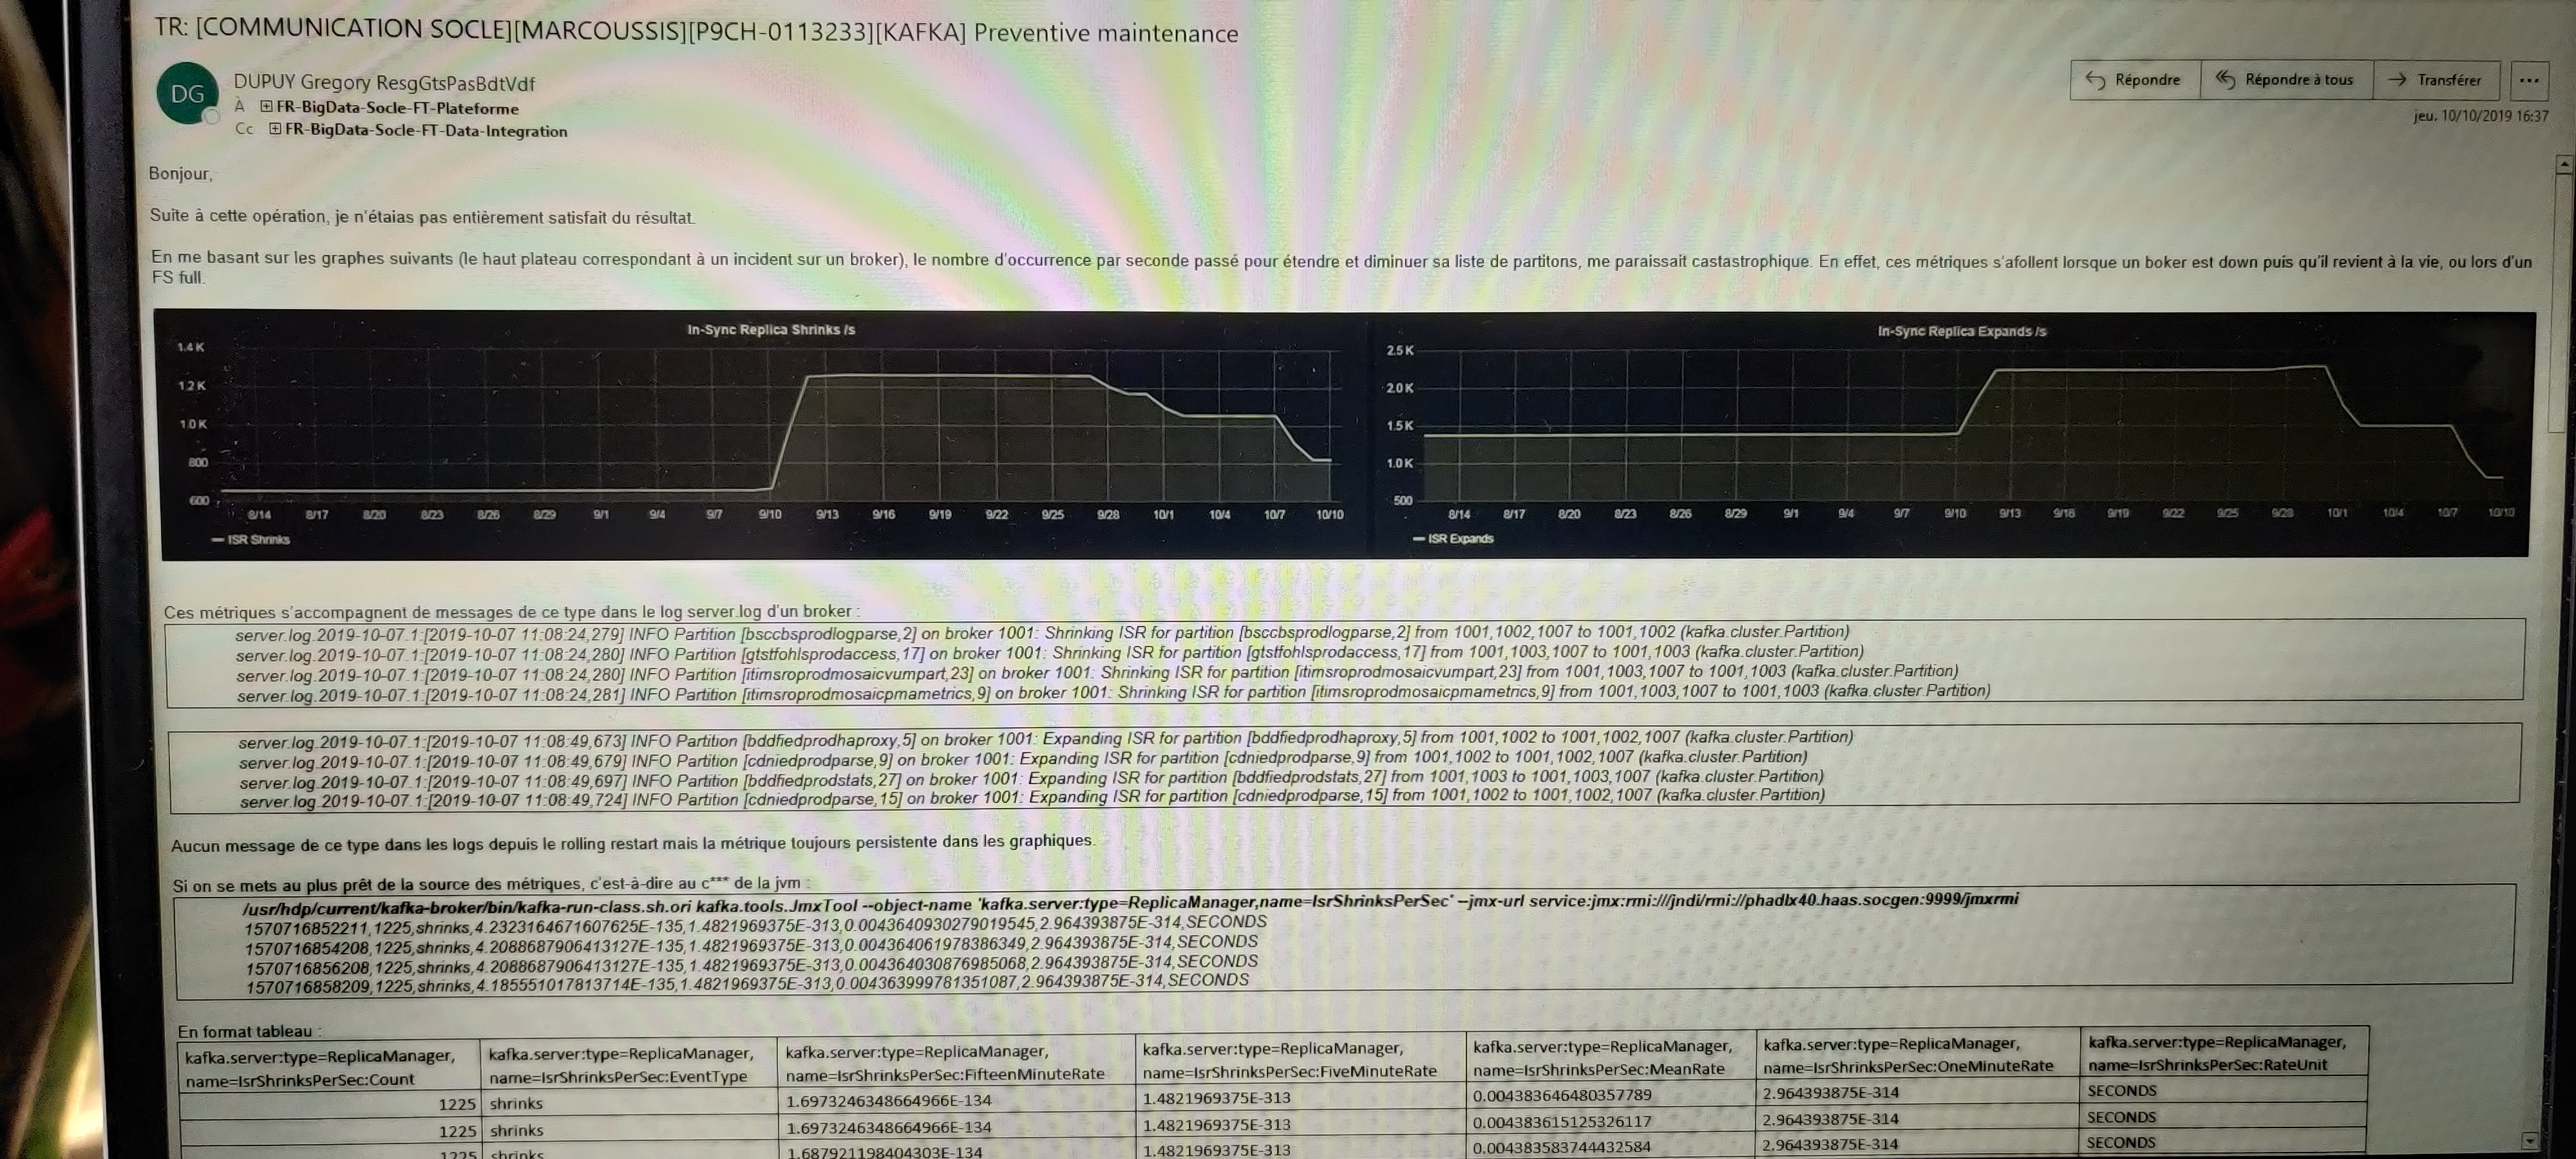 TR: [COMMUNICATION SOCLE][MARCOUSSIS][P9CH-0113233][KAFKA] Preventive maintenance
DG
DUPUY Gregory ResgGtsPasBdtVdf
À FR-BigData-Socle-FT-Plateforme
Cc FR-BigData-Socle-FT-Data-Integration
Répondre
Répondre à tous
Transférer
...
jeu. 10/10/2019 16:37
Bonjour,
Suite à cette opération, je n'étaias pas entièrement satisfait du résultat.
En me basant sur les graphes suivants (le haut plateau correspondant à un incident sur un broker), le nombre d'occurrence par seconde passé pour étendre et diminuer sa liste de partitons, me paraissait castastrophique. En effet, ces métriques s'afollent lorsque un boker est down puis qu'il revient à la vie, ou lors d'un
FS full.
In-Sync Replica Shrinks /s
1.4 K
1.2 K
1.0 K
800
600
8/14 8/17 8/20 8/23 8/26 8/29 9/1 9/4 9/7 9/10 9/13 9/16 9/19 9/22 9/25 9/28 10/1 10/4 10/7 10/10
ISR Shrinks
In-Sync Replica Expands /s
2.5 K
2.0 K
1.5 K
1.0 K
500
8/14 8/17 8/20 8/23 8/26 8/29 9/1 9/4 9/7 9/10 9/13 9/16 9/19 9/22 9/25 9/28 10/1 10/4 10/7 10/10
ISR Expands
Ces métriques s'accompagnent de messages de ce type dans le log server.log d'un broker :
server.log.2019-10-07.1:[2019-10-07 11:08:24,279] INFO Partition [bsccbsprodlogparse,2] on broker 1001: Shrinking ISR for partition [bsccbsprodlogparse,2] from 1001,1002,1007 to 1001,1002 (kafka.cluster.Partition)
server.log.2019-10-07.1:[2019-10-07 11:08:24,280] INFO Partition [gtstfohlsprodaccess,17] on broker 1001: Shrinking ISR for partition [gtstfohlsprodaccess,17] from 1001,1003,1007 to 1001,1003 (kafka.cluster.Partition)
server.log.2019-10-07.1:[2019-10-07 11:08:24,280] INFO Partition [itimsroprodmosaicvumpart,23] on broker 1001: Shrinking ISR for partition [itimsroprodmosaicvumpart,23] from 1001,1003,1007 to 1001,1003 (kafka.cluster.Partition)
server.log.2019-10-07.1:[2019-10-07 11:08:24,281] INFO Partition [itimsroprodmosaicpmametrics,9] on broker 1001: Shrinking ISR for partition [itimsroprodmosaicpmametrics,9] from 1001,1003,1007 to 1001,1003 (kafka.cluster.Partition)
server.log.2019-10-07.1:[2019-10-07 11:08:49,673] INFO Partition [bddfiedprodhaproxy,5] on broker 1001: Expanding ISR for partition [bddfiedprodhaproxy,5] from 1001,1002 to 1001,1002,1007 (kafka.cluster.Partition)
server.log.2019-10-07.1:[2019-10-07 11:08:49,679] INFO Partition [cdniedprodparse,9] on broker 1001: Expanding ISR for partition [cdniedprodparse,9] from 1001,1002 to 1001,1002,1007 (kafka.cluster.Partition)
server.log.2019-10-07.1:[2019-10-07 11:08:49,697] INFO Partition [bddfiedprodstats,27] on broker 1001: Expanding ISR for partition [bddfiedprodstats,27] from 1001,1003 to 1001,1003,1007 (kafka.cluster.Partition)
server.log.2019-10-07.1:[2019-10-07 11:08:49,724] INFO Partition [cdniedprodparse,15] on broker 1001: Expanding ISR for partition [cdniedprodparse,15] from 1001,1002 to 1001,1002,1007 (kafka.cluster.Partition)
Aucun message de ce type dans les logs depuis le rolling restart mais la métrique toujours persistente dans les graphiques.
Si on se mets au plus prêt de la source des métriques, c'est-à-dire au c*** de la jvm :
/usr/hdp/current/kafka-broker/bin/kafka-run-class.sh.ori kafka.tools.JmxTool --object-name 'kafka.server:type=ReplicaManager,name=IsrShrinksPerSec' --jmx-url service:jmx:rmi:///jndi/rmi://phadlx40.haas.socgen:9999/jmxrmi
1570716852211,1225,shrinks,4.2323164671607625E-135,1.4821969375E-313,0.0043640930279019545,2.964393875E-314,SECONDS
1570716854208,1225,shrinks,4.2088687906413127E-135,1.4821969375E-313,0.004364061978386349,2.964393875E-314,SECONDS
1570716856208,1225,shrinks,4.2088687906413127E-135,1.4821969375E-313,0.004364030876985068,2.964393875E-314,SECONDS
1570716858209,1225,shrinks,4.185551017813714E-135,1.4821969375E-313,0.004363999781351087,2.964393875E-314,SECONDS
En format tableau :
kafka.server:type=ReplicaManager, name=IsrShrinksPerSec:Count
kafka.server:type=ReplicaManager, name=IsrShrinksPerSec:EventType
kafka.server:type=ReplicaManager, name=IsrShrinksPerSec:FifteenMinuteRate
kafka.server:type=ReplicaManager, name=IsrShrinksPerSec:FiveMinuteRate
kafka.server:type=ReplicaManager, name=IsrShrinksPerSec:MeanRate
kafka.server:type=ReplicaManager, name=IsrShrinksPerSec:OneMinuteRate
kafka.server:type=ReplicaManager, name=IsrShrinksPerSec:RateUnit
1225 shrinks 1.6973246348664966E-134 1.4821969375E-313 0.004383646480357789 2.964393875E-314 SECONDS
1225 shrinks 1.6973246348664966E-134 1.4821969375E-313 0.004383615125326117 2.964393875E-314 SECONDS
1225 shrinks 1.687921198404303E-134 1.4821969375E-313 0.004383583744432584 2.964393875E-314 SECONDS